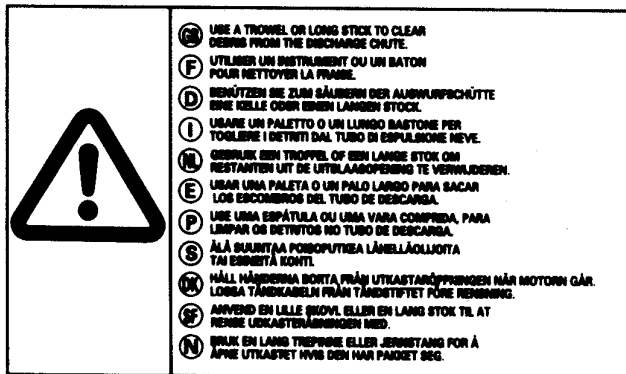 GB USE A TROWEL OR LONG STICK TO CLEAR
DEBRIS FROM THE DISCHARGE CHUTE.
F UTILISER UN INSTRUMENT OU UN BATON
POUR NETTOYER LA FRAISE.
D BENÜTZEN SIE ZUM SÄUBERN DER AUSWURFSCHÜTTE
EINE KELLE ODER EINEN LANGEN STOCK.
I USARE UN PALETTO O UN LUNGO BASTONE PER
TOGLIERE I DETRITI DAL TUBO DI ESPULSIONE NEVE.
NL GEBRUIK EEN TROFFEL OF EEN LANGE STOK OM
RESTANTEN UIT DE UITBLAASOPENING TE VERWIJDEREN.
E USAR UNA PALETA O UN PALO LARGO PARA SACAR
LOS ESCOMBROS DEL TUBO DE DESCARGA.
P USE UMA ESPÁTULA OU UMA VARA COMPRIDA, PARA
LIMPAR OS DETRITOS NO TUBO DE DESCARGA.
S ÄLÄ SUUNTAA POISOPUTKEA LÄHELLÄOLIJOITA
TAI ESINEITÄ KOHTI.
DK HÅLL HÄNDERNA BORTA FRÅN UTKASTARÖPPNINGEN NÄR MOTORN GÅR.
LOSSA TÄNDKABELN FRÅN TÄNDSTIFTET FÖRE RENSNING.
SF ANVEND EN LILLE SKOVL ELLER EN LANG STOK TIL AT
RENSE UDKASTERÅBNINGEN MED.
N BRUK EN LANG TREPINNE ELLER JERNSTANG FOR Å
ÅPNE UTKASTET HVIS DEN HAR PAKKET SEG.